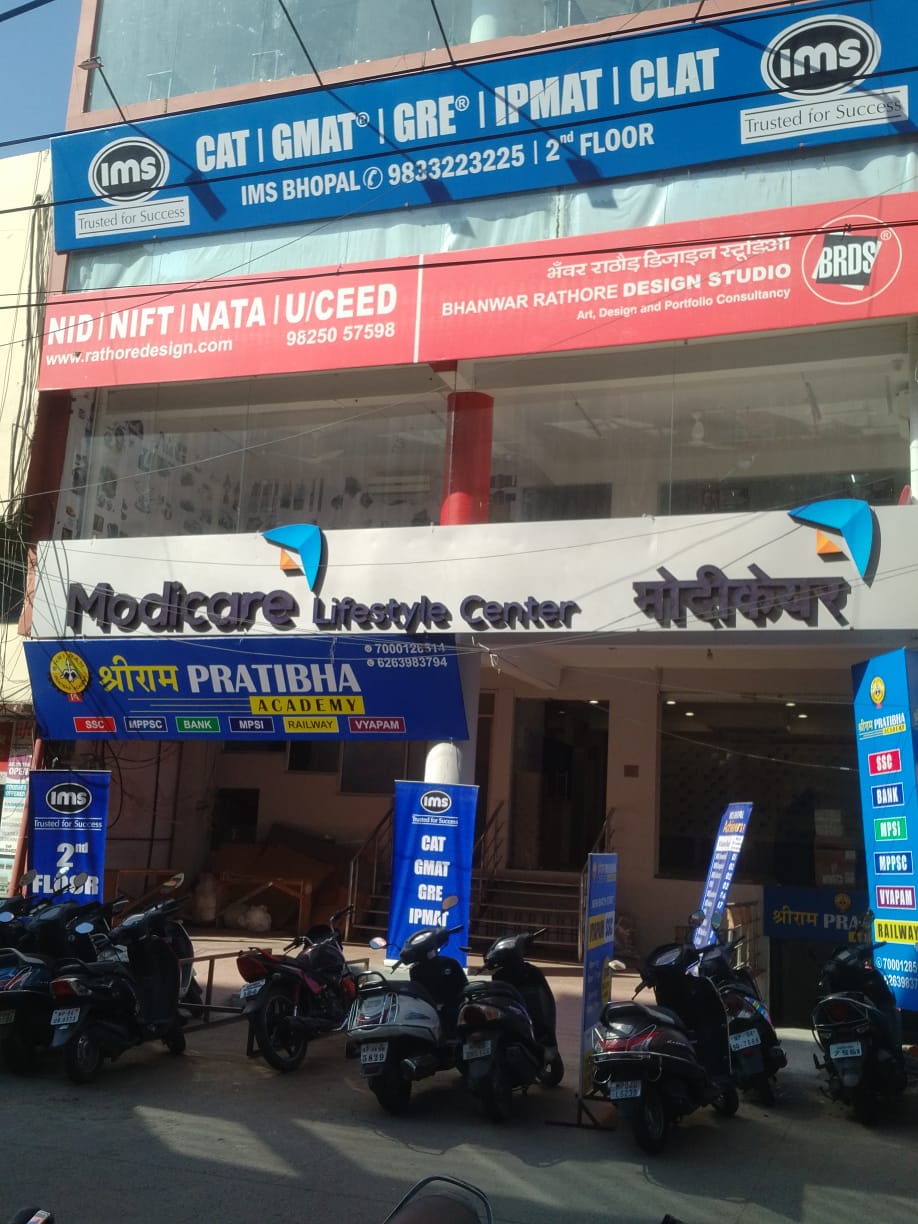 ims
Trusted for Success
CAT | GMAT® | GRE® | IPMAT | CLAT
IMS BHOPAL 9833223225 | 2nd FLOOR
ims
Trusted for Success
NID | NIFT | NATA | U/CEED
www.rathoredesign.com
98250 57598
भँवर राठौड़ डिज़ाइन स्टूडिओ
BHANWAR RATHORE DESIGN STUDIO
Art, Design and Portfolio Consultancy
BRDS®
Modicare Lifestyle Center
मोदीकेयर
श्रीराम PRATIBHA
ACADEMY
6263983794
SSC
MPPSC
BANK
MPSI
RAILWAY
VYAPAM
ims
Trusted for Success
2nd
FLOOR
ims
Trusted for Success
CAT
GMAT
GRE
IPMAT
श्रीराम PRATIBHA
ACADEMY
SSC
BANK
MPSI
MPPSC
VYAPAM
RAILWAY
श्रीराम
5839